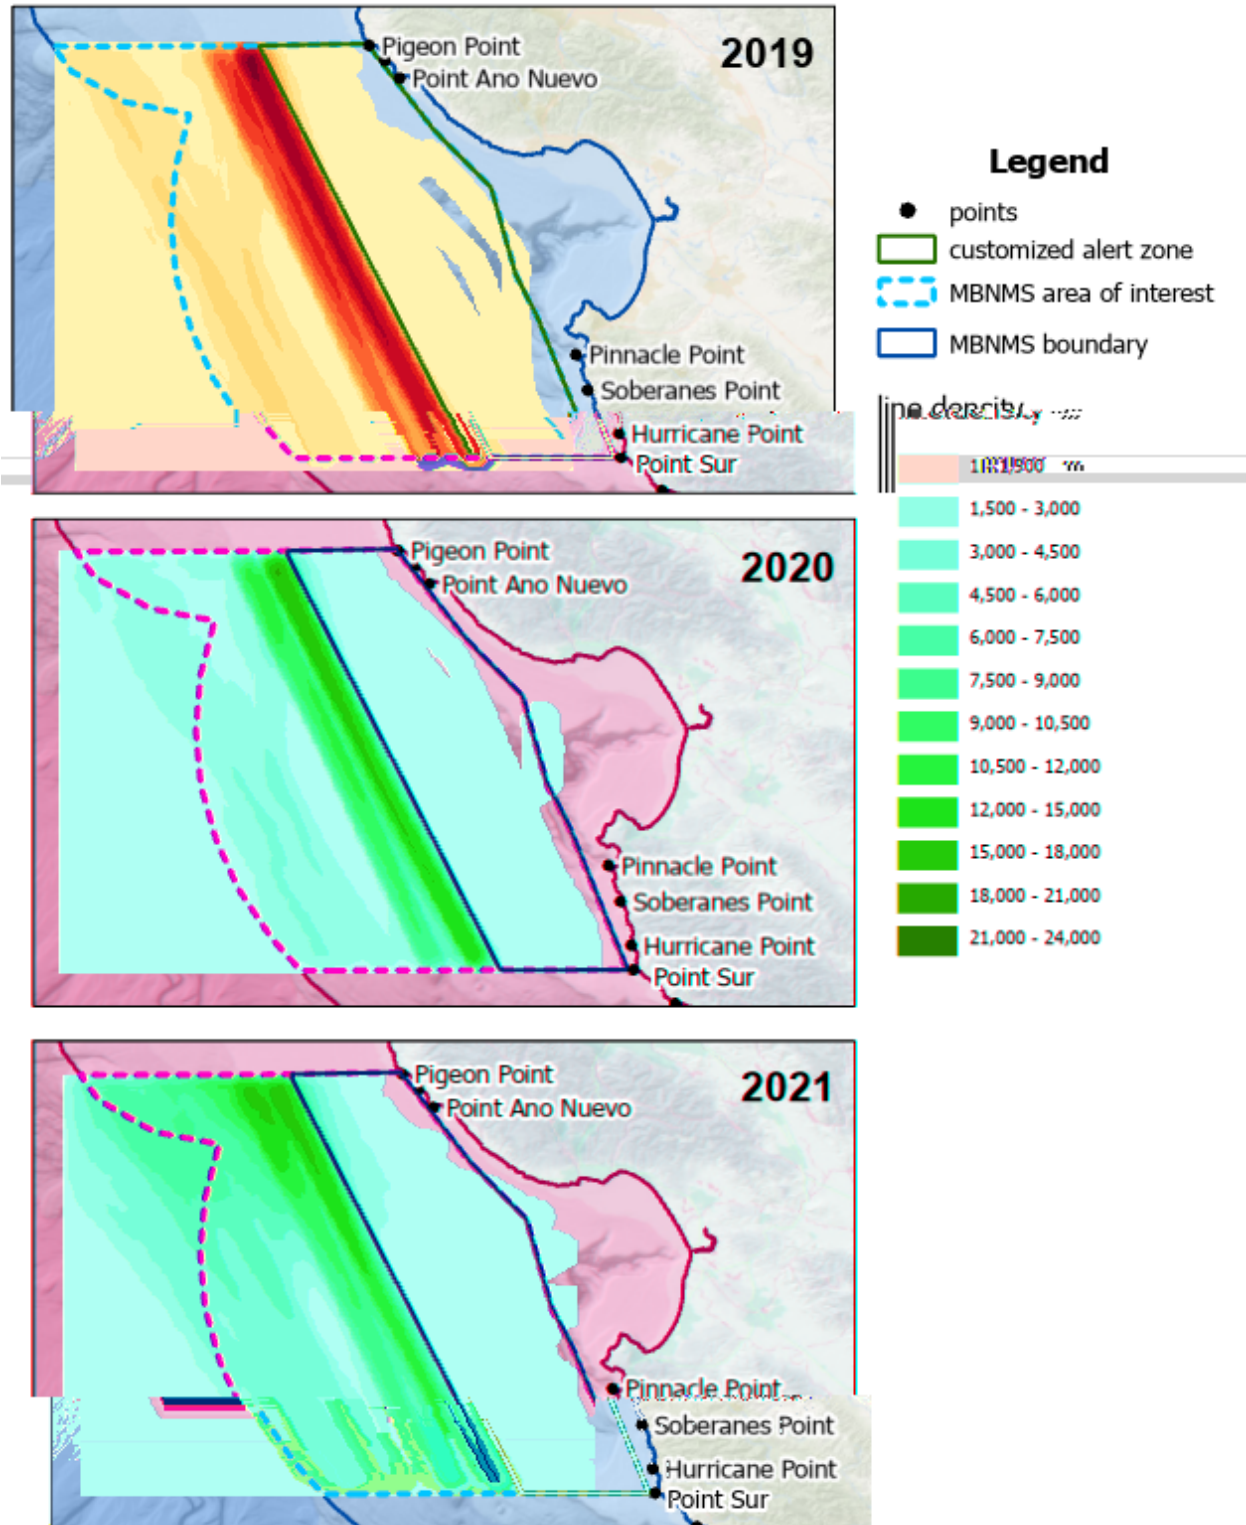 2019
Pigeon Point
Point Ano Nuevo
Pinnacle Point
Soberanes Point
Hurricane Point
Point Sur
Legend
points
customized alert zone
MBNMS area of interest
MBNMS boundary
1,500 - 3,000
3,000 - 4,500
4,500 - 6,000
6,000 - 7,500
7,500 - 9,000
9,000 - 10,500
10,500 - 12,000
12,000 - 15,000
15,000 - 18,000
18,000 - 21,000
21,000 - 24,000
2020
Pigeon Point
Point Ano Nuevo
Pinnacle Point
Soberanes Point
Hurricane Point
Point Sur
2021
Pigeon Point
Point Ano Nuevo
Pinnacle Point
Soberanes Point
Hurricane Point
Point Sur